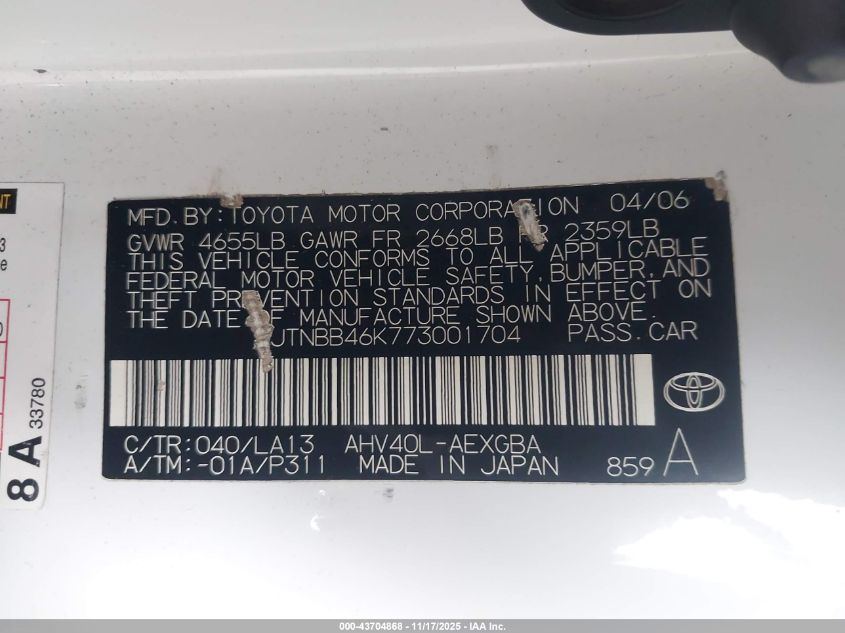 MFD. BY: TOYOTA MOTOR CORPORATION 04/06
GVWR 4655LB GAWR FR 2668LB RR 2359LB
THIS VEHICLE CONFORMS TO ALL APPLICABLE
FEDERAL MOTOR VEHICLE SAFETY, BUMPER, AND
THEFT PREVENTION STANDARDS IN EFFECT ON
THE DATE OF MANUFACTURE SHOWN ABOVE.
JTNBB46K773001704 PASS.CAR
C/TR: 040/LA13 AHV40L-AEXGBA
A/TM: -01A/P311 MADE IN JAPAN 859 A
NT
3
e
8 A 33780
000-43704868 - 11/17/2025 - IAA Inc.